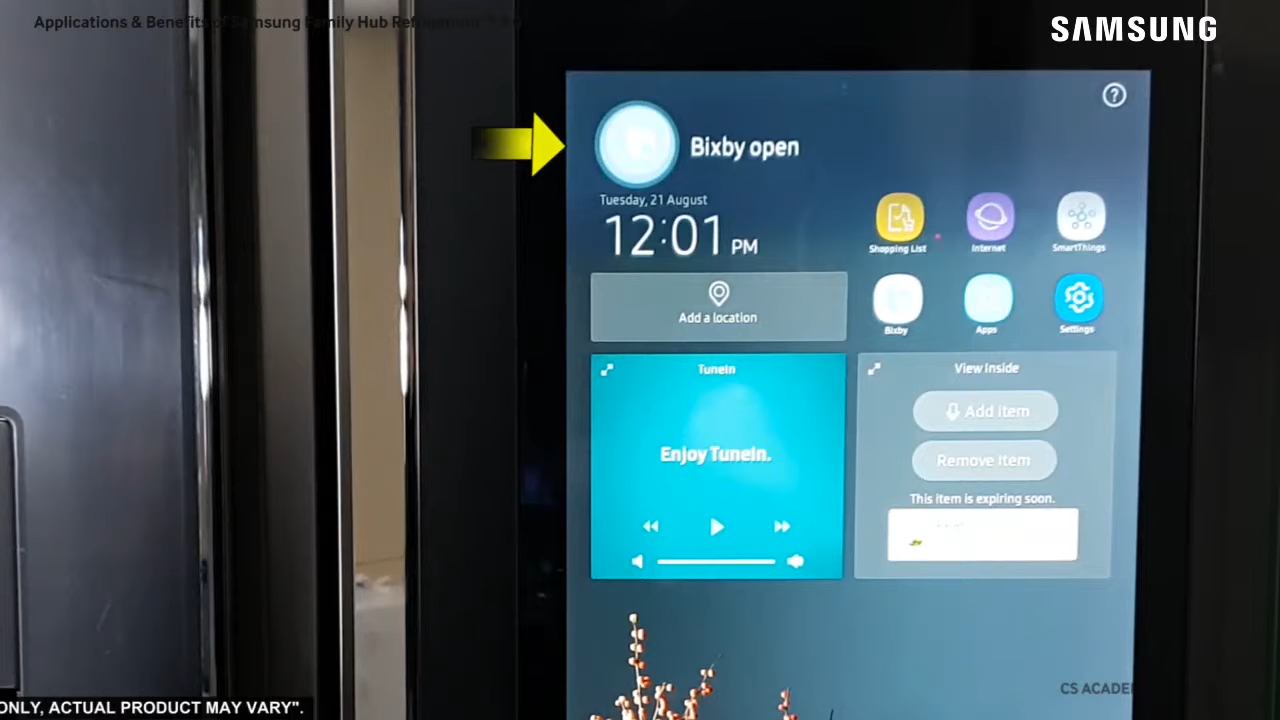 Applications & Benefits of Samsung Family Hub
SAMSUNG
?
Bixby open
Tuesday, 21 August
12:01 PM
Shopping List
Internet
SmartThings
Add a location
Bixby
Apps
Settings
TuneIn
Enjoy TuneIn.
View Inside
Add item
Remove item
This item is expiring soon.
CS ACADE
ONLY, ACTUAL PRODUCT MAY VARY".